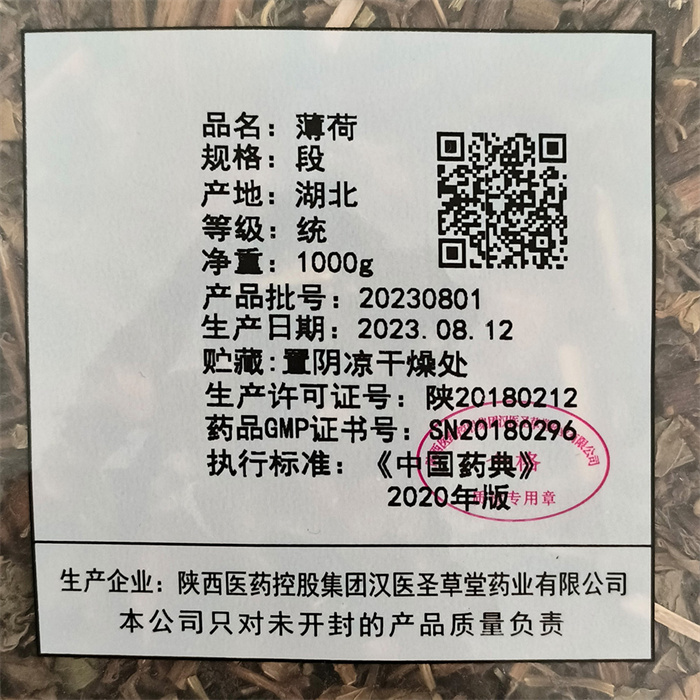 品名：薄荷
规格：段
产地：湖北
等级：统
净重：1000g
产品批号：20230801
生产日期：2023.08.12
贮藏:置阴凉干燥处
生产许可证号：陕20180212
药品GMP证书号：SN20180296
执行标准：《中国药典》
2020年版
专用章
生产企业：陕西医药控股集团汉医圣草堂药业有限公司
本公司只对未开封的产品质量负责